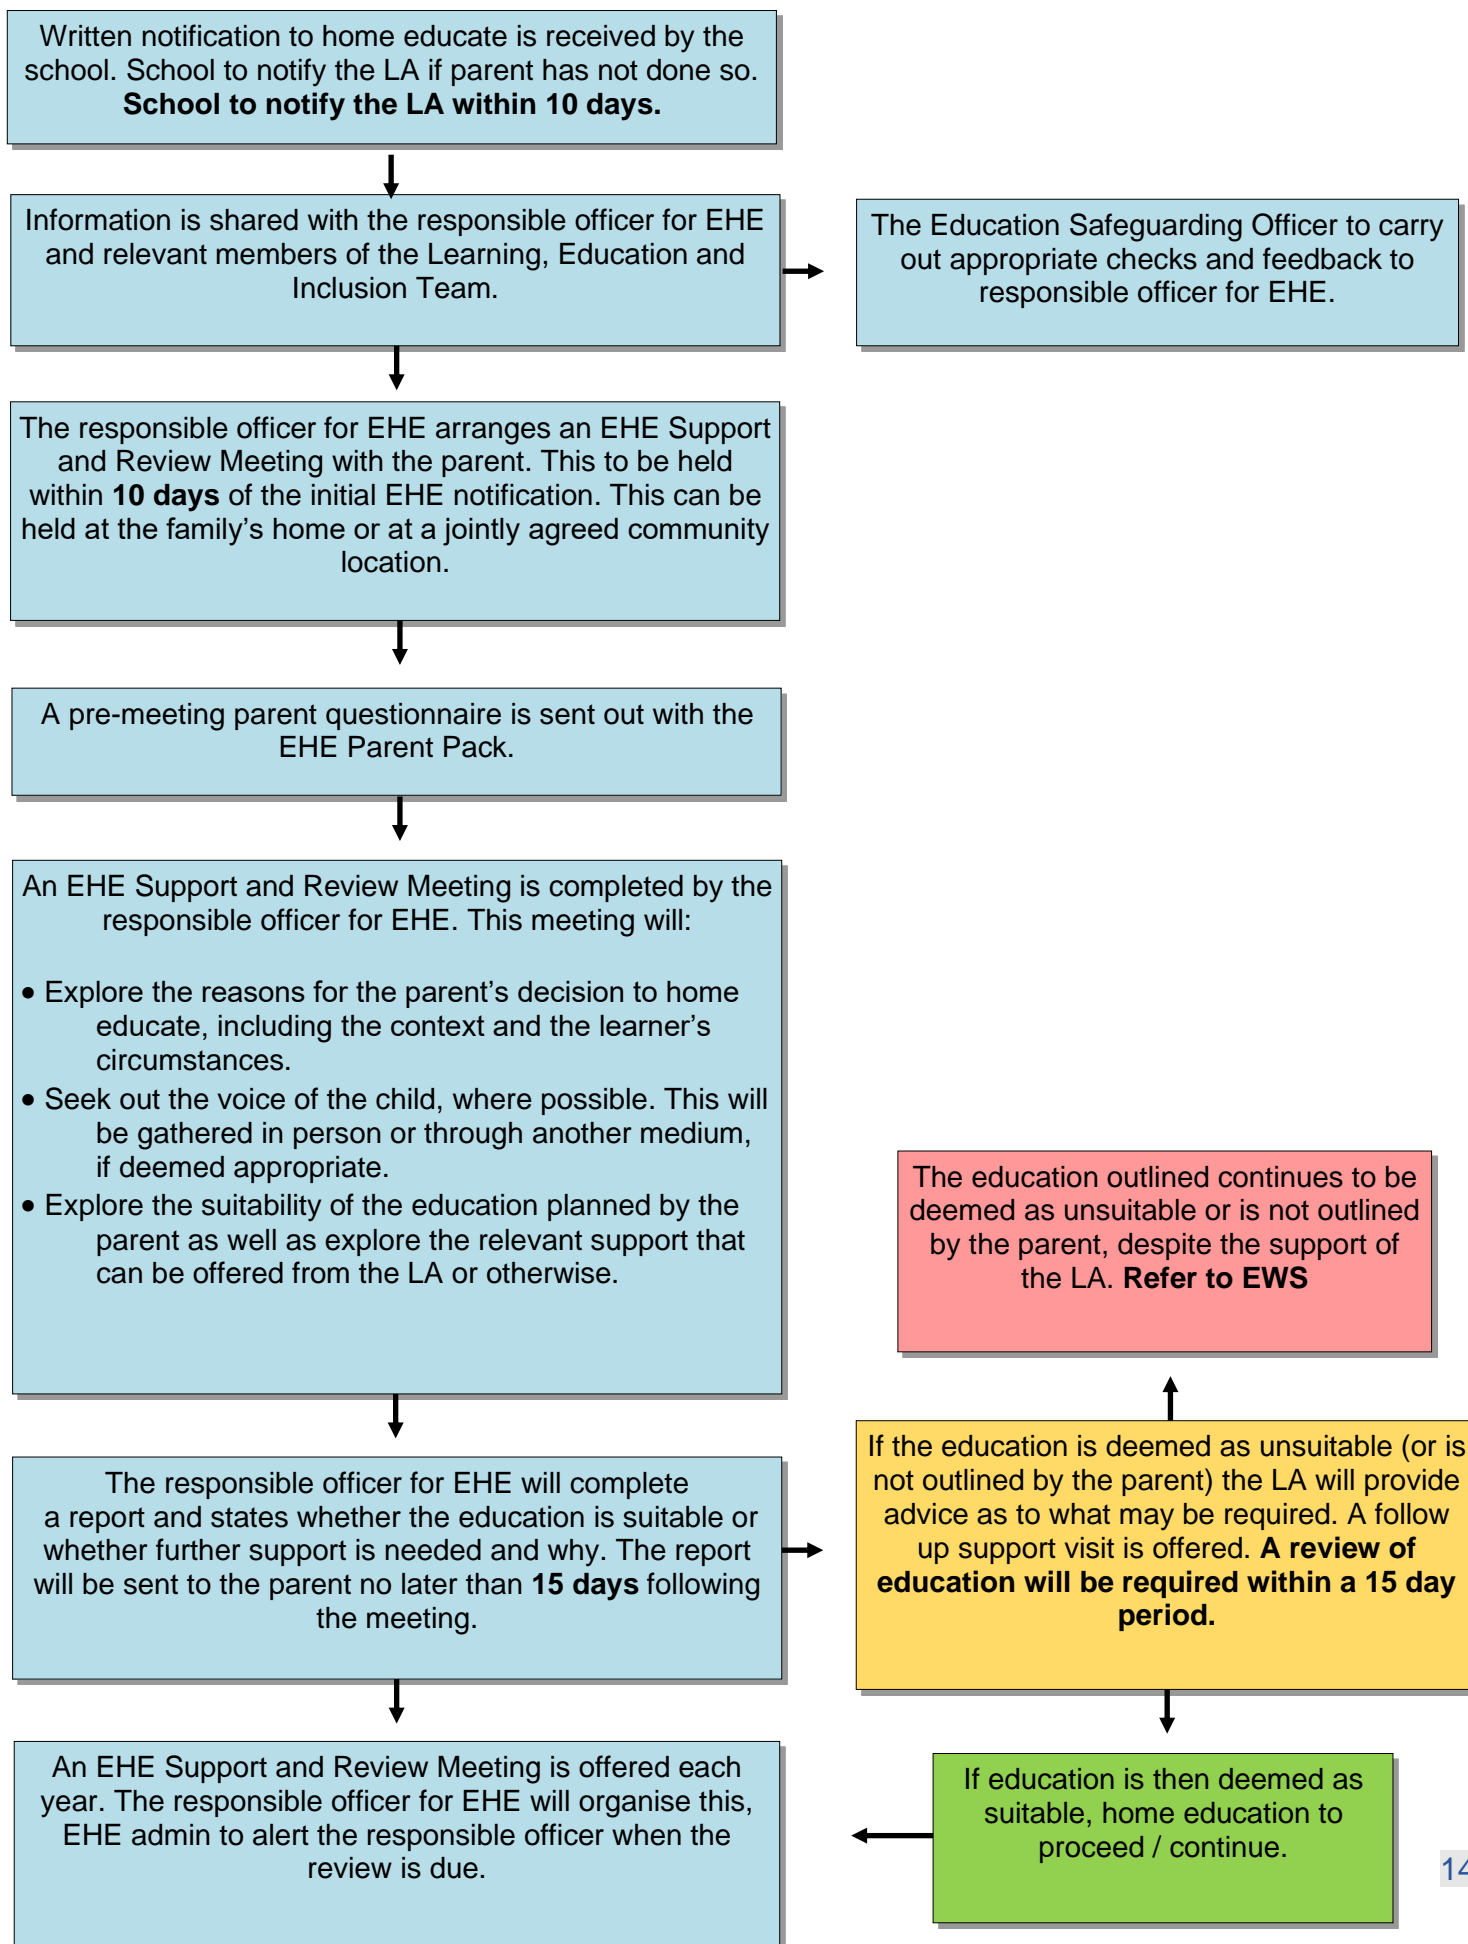 Written notification to home educate is received by the
school. School to notify the LA if parent has not done so.
School to notify the LA within 10 days.
Information is shared with the responsible officer for EHE
and relevant members of the Learning, Education and
Inclusion Team.
The Education Safeguarding Officer to carry
out appropriate checks and feedback to
responsible officer for EHE.
The responsible officer for EHE arranges an EHE Support
and Review Meeting with the parent. This to be held
within 10 days of the initial EHE notification. This can be
held at the family’s home or at a jointly agreed community
location.
A pre-meeting parent questionnaire is sent out with the
EHE Parent Pack.
An EHE Support and Review Meeting is completed by the
responsible officer for EHE. This meeting will:
• Explore the reasons for the parent’s decision to home
educate, including the context and the learner’s
circumstances.
• Seek out the voice of the child, where possible. This will
be gathered in person or through another medium,
if deemed appropriate.
• Explore the suitability of the education planned by the
parent as well as explore the relevant support that
can be offered from the LA or otherwise.
The education outlined continues to be
deemed as unsuitable or is not outlined
by the parent, despite the support of
the LA. Refer to EWS
The responsible officer for EHE will complete
a report and states whether the education is suitable or
whether further support is needed and why. The report
will be sent to the parent no later than 15 days following
the meeting.
If the education is deemed as unsuitable (or is
not outlined by the parent) the LA will provide
advice as to what may be required. A follow
up support visit is offered. A review of
education will be required within a 15 day
period.
An EHE Support and Review Meeting is offered each
year. The responsible officer for EHE will organise this,
EHE admin to alert the responsible officer when the
review is due.
If education is then deemed as
suitable, home education to
proceed / continue.
14